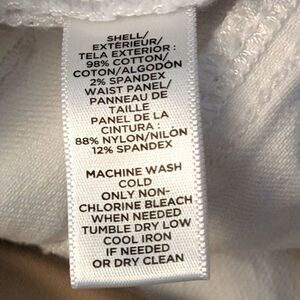 SHELL/
EXTÉRIEUR/
TELA EXTERIOR :
98% COTTON/
COTON/ALGODÓN
2% SPANDEX
WAIST PANEL/
PANNEAU DE
TAILLE
PANEL DE LA
CINTURA :
88% NYLON/NILÓN
12% SPANDEX
MACHINE WASH
COLD
ONLY NON-
CHLORINE BLEACH
WHEN NEEDED
TUMBLE DRY LOW
COOL IRON
IF NEEDED
OR DRY CLEAN